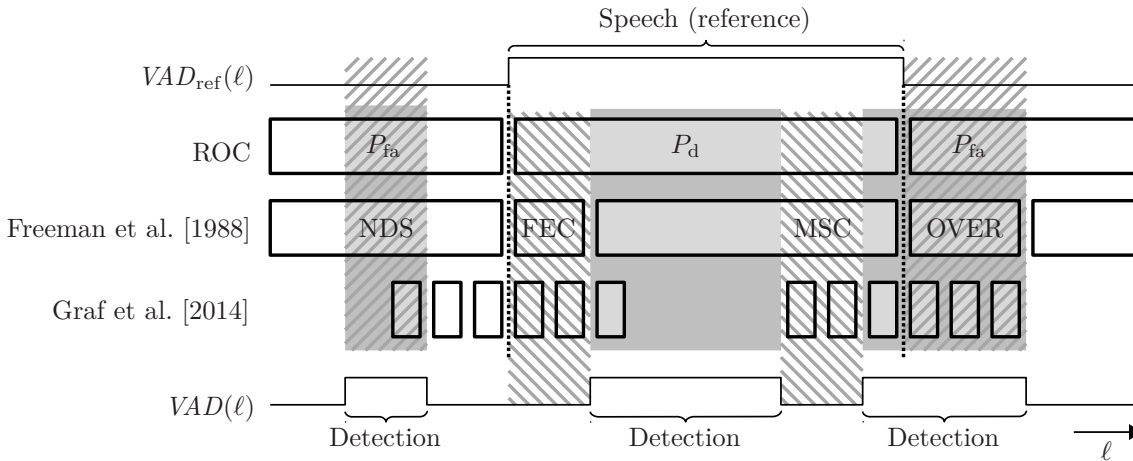 Speech (reference)
VAD_ref(ℓ)
ROC P_fa P_d P_fa
Freeman et al. [1988] NDS FEC MSC OVER
Graf et al. [2014]
VAD(ℓ)
Detection Detection Detection ℓ